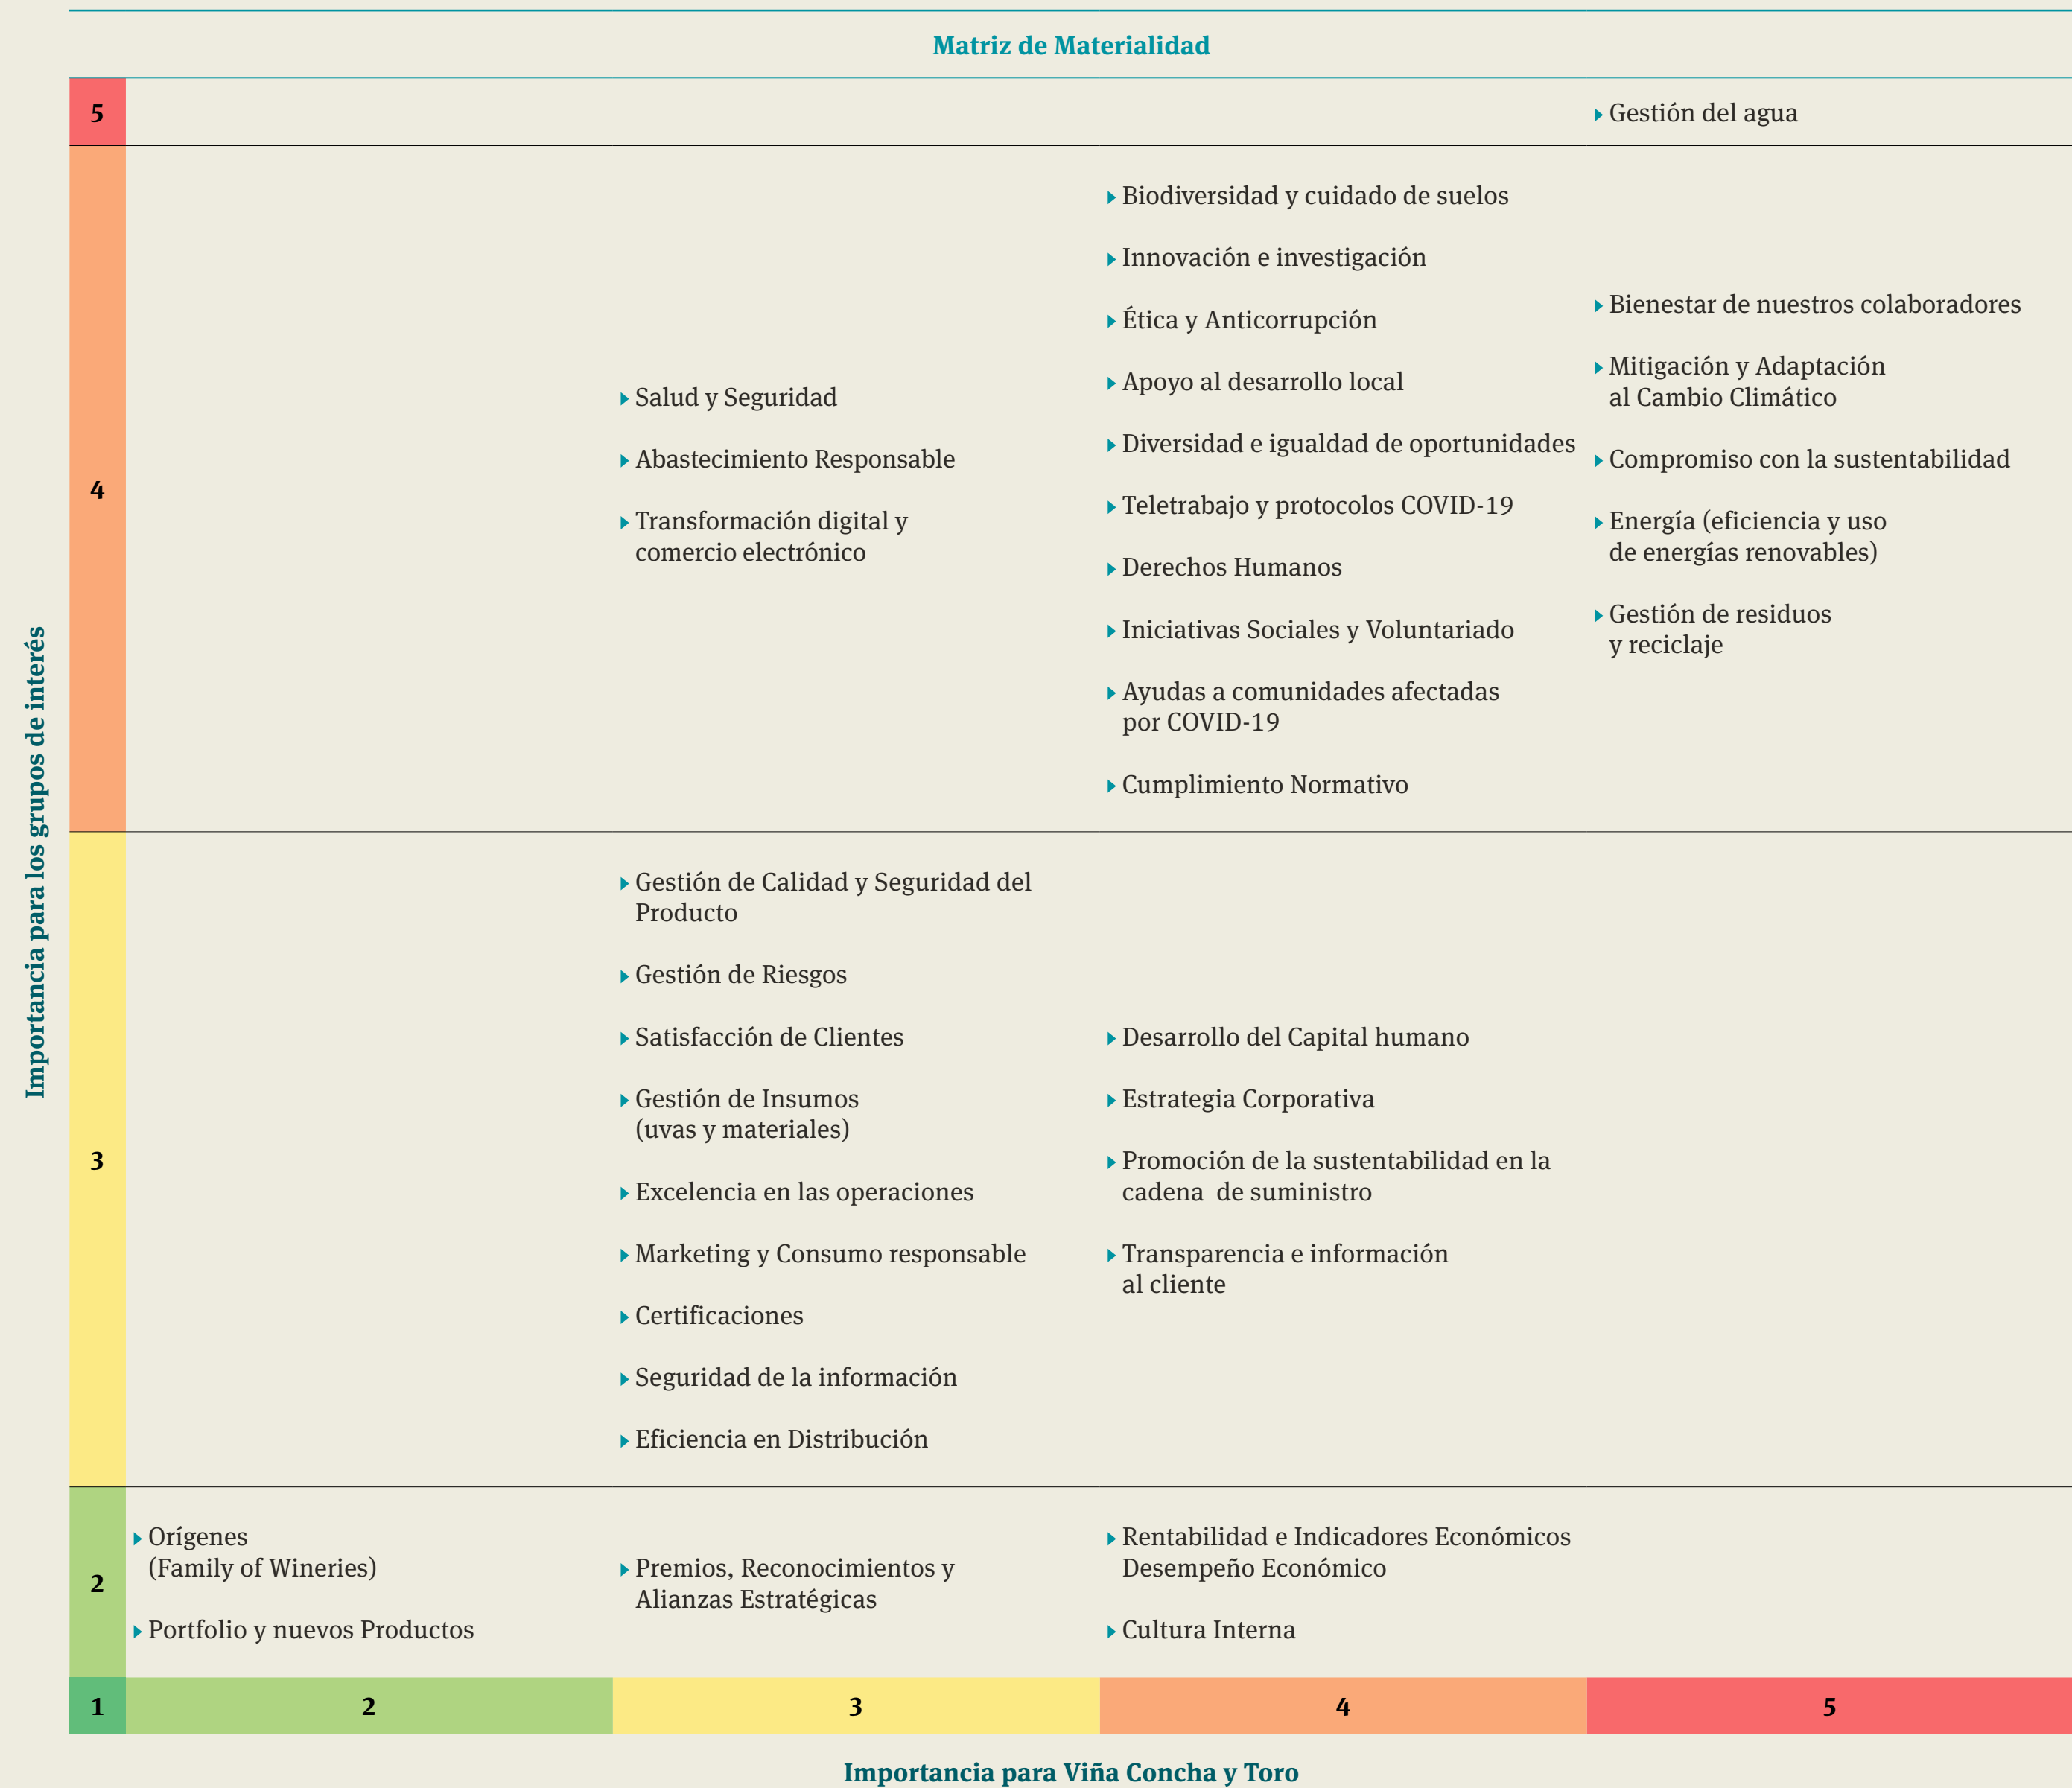 Matriz de Materialidad
Importancia para los grupos de interés
5
Gestión del agua
4
Salud y Seguridad
Abastecimiento Responsable
Transformación digital y
comercio electrónico
Biodiversidad y cuidado de suelos
Innovación e investigación
Ética y Anticorrupción
Apoyo al desarrollo local
Diversidad e igualdad de oportunidades
Teletrabajo y protocolos COVID-19
Derechos Humanos
Iniciativas Sociales y Voluntariado
Ayudas a comunidades afectadas
por COVID-19
Cumplimiento Normativo
Bienestar de nuestros colaboradores
Mitigación y Adaptación
al Cambio Climático
Compromiso con la sustentabilidad
Energía (eficiencia y uso
de energías renovables)
Gestión de residuos
y reciclaje
3
Gestión de Calidad y Seguridad del
Producto
Gestión de Riesgos
Satisfacción de Clientes
Gestión de Insumos
(uvas y materiales)
Excelencia en las operaciones
Marketing y Consumo responsable
Certificaciones
Seguridad de la información
Eficiencia en Distribución
Desarrollo del Capital humano
Estrategia Corporativa
Promoción de la sustentabilidad en la
cadena  de suministro
Transparencia e información
al cliente
2
Orígenes
(Family of Wineries)
Portfolio y nuevos Productos
Premios, Reconocimientos y
Alianzas Estratégicas
Rentabilidad e Indicadores Económicos
Desempeño Económico
Cultura Interna
1 2 3 4 5
Importancia para Viña Concha y Toro